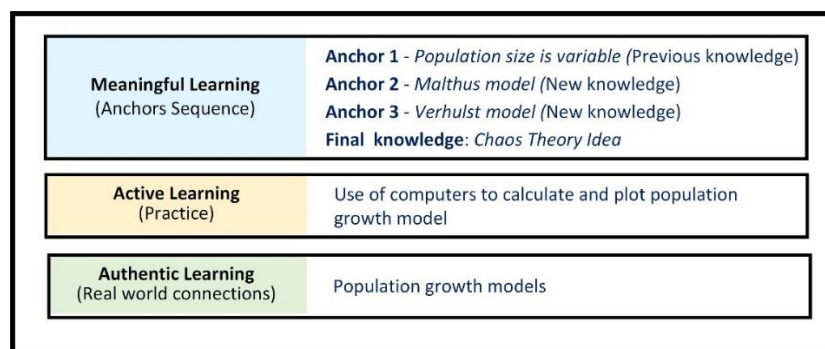 Meaningful Learning
(Anchors Sequence)
Anchor 1 - Population size is variable (Previous knowledge)
Anchor 2 - Malthus model (New knowledge)
Anchor 3 - Verhulst model (New knowledge)
Final knowledge: Chaos Theory Idea
Active Learning
(Practice)
Use of computers to calculate and plot population
growth model
Authentic Learning
(Real world connections)
Population growth models